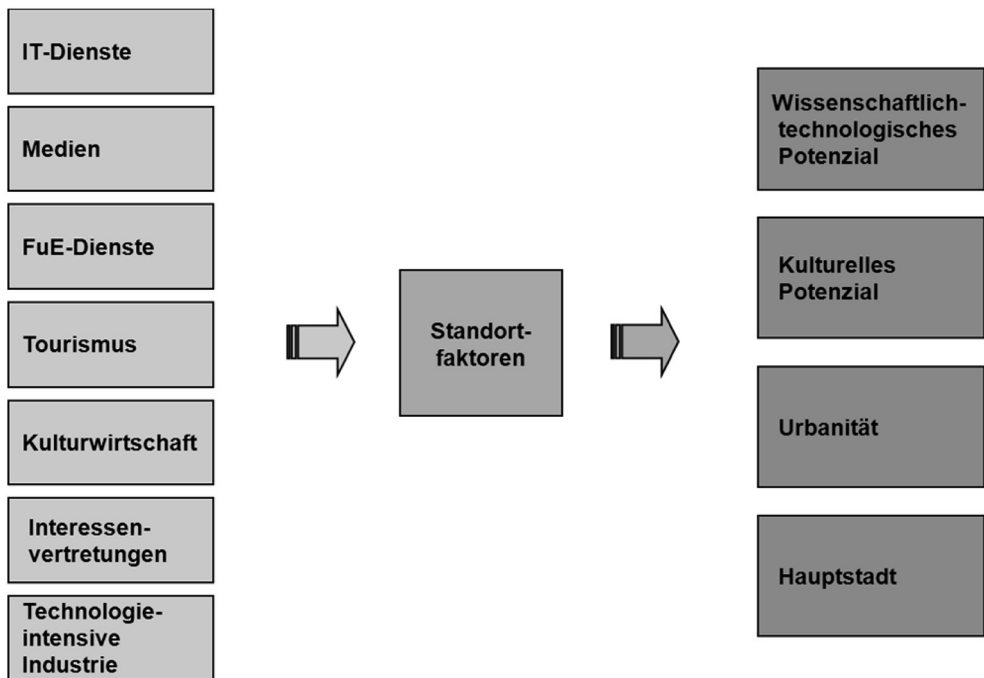 IT-Dienste
Medien
FuE-Dienste
Tourismus
Kulturwirtschaft
Interessen-
vertretungen
Technologie-
intensive
Industrie
Standort-
faktoren
Wissenschaftlich-
technologisches
Potenzial
Kulturelles
Potenzial
Urbanität
Hauptstadt